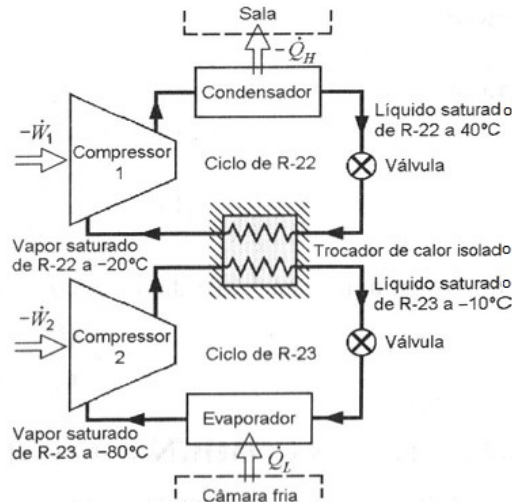 Sala
−Q̇_H
Condensador
Líquido saturado
de R-22 a 40°C
−Ẇ₁
Compressor
1
Ciclo de R-22
Válvula
Vapor saturado
de R-22 a −20°C
Trocador de calor isolado
Líquido saturado
de R-23 a −10°C
−Ẇ₂
Compressor
2
Ciclo de R-23
Válvula
Vapor saturado
de R-23 a −80°C
Evaporador
Q̇_L
Câmara fria